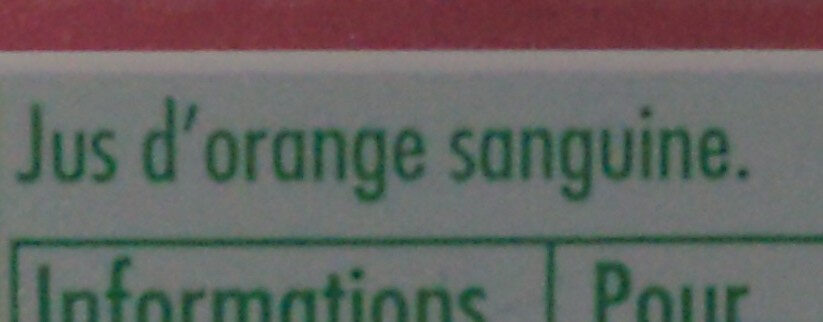 Jus d'orange sanguine.
Informations Pour